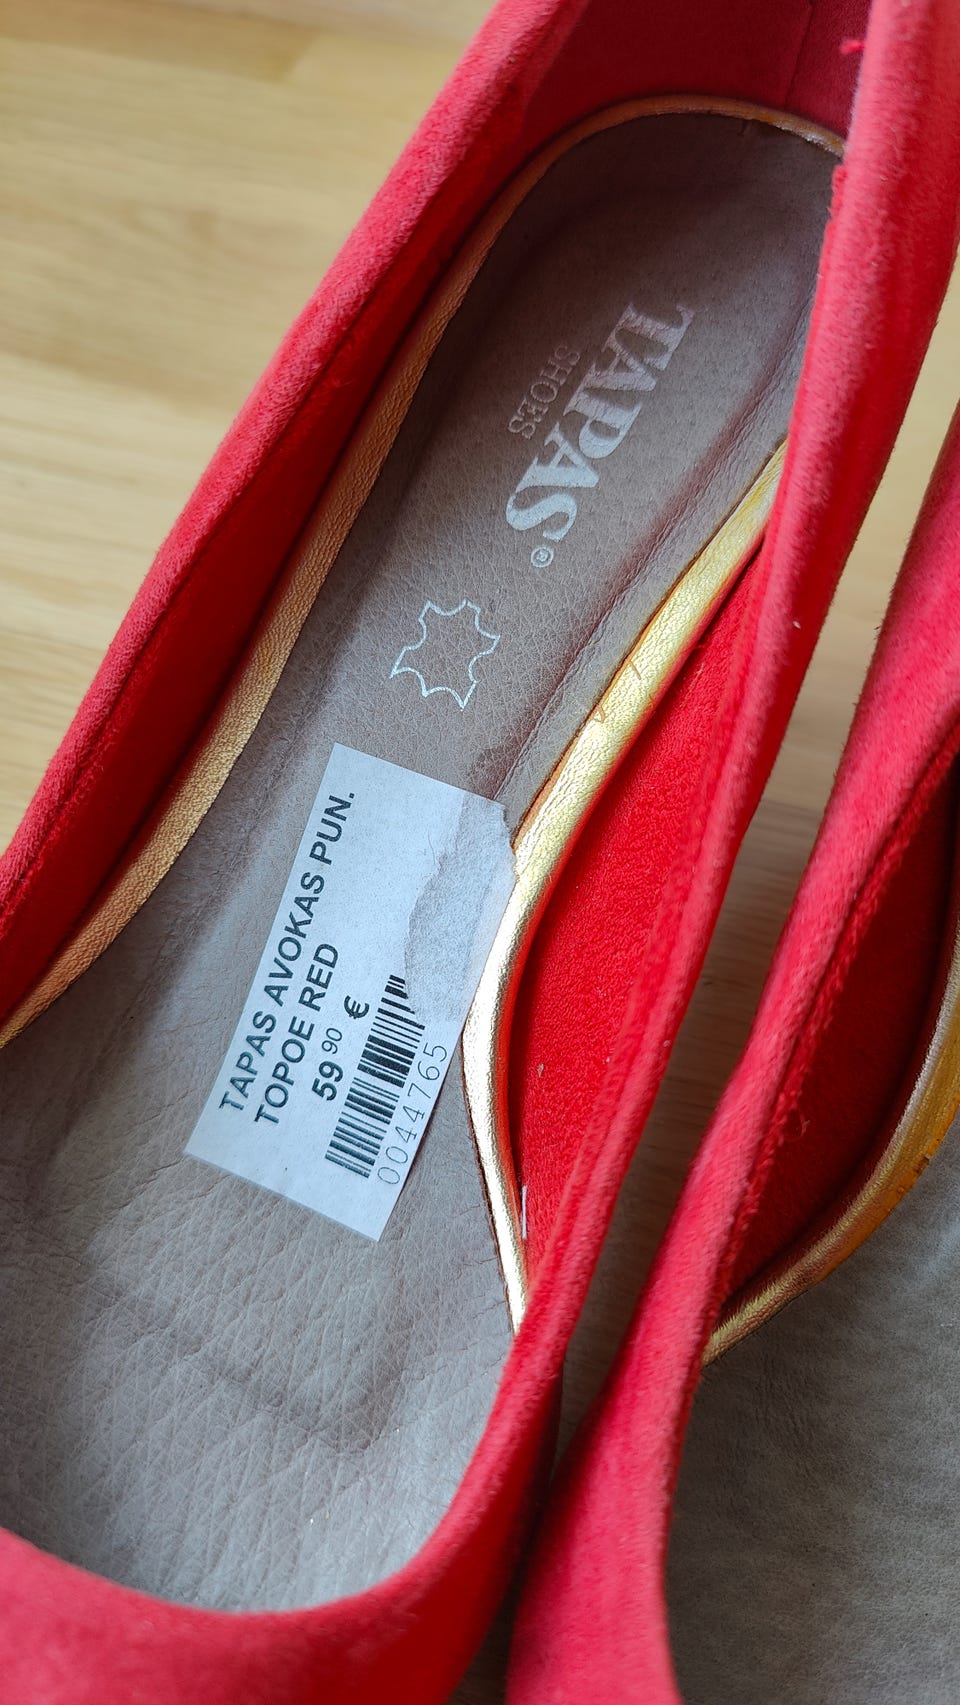 TAPAS®
SHOES
TAPAS AVOKAS PUN.
TOPOE RED
59 90 €
0044765